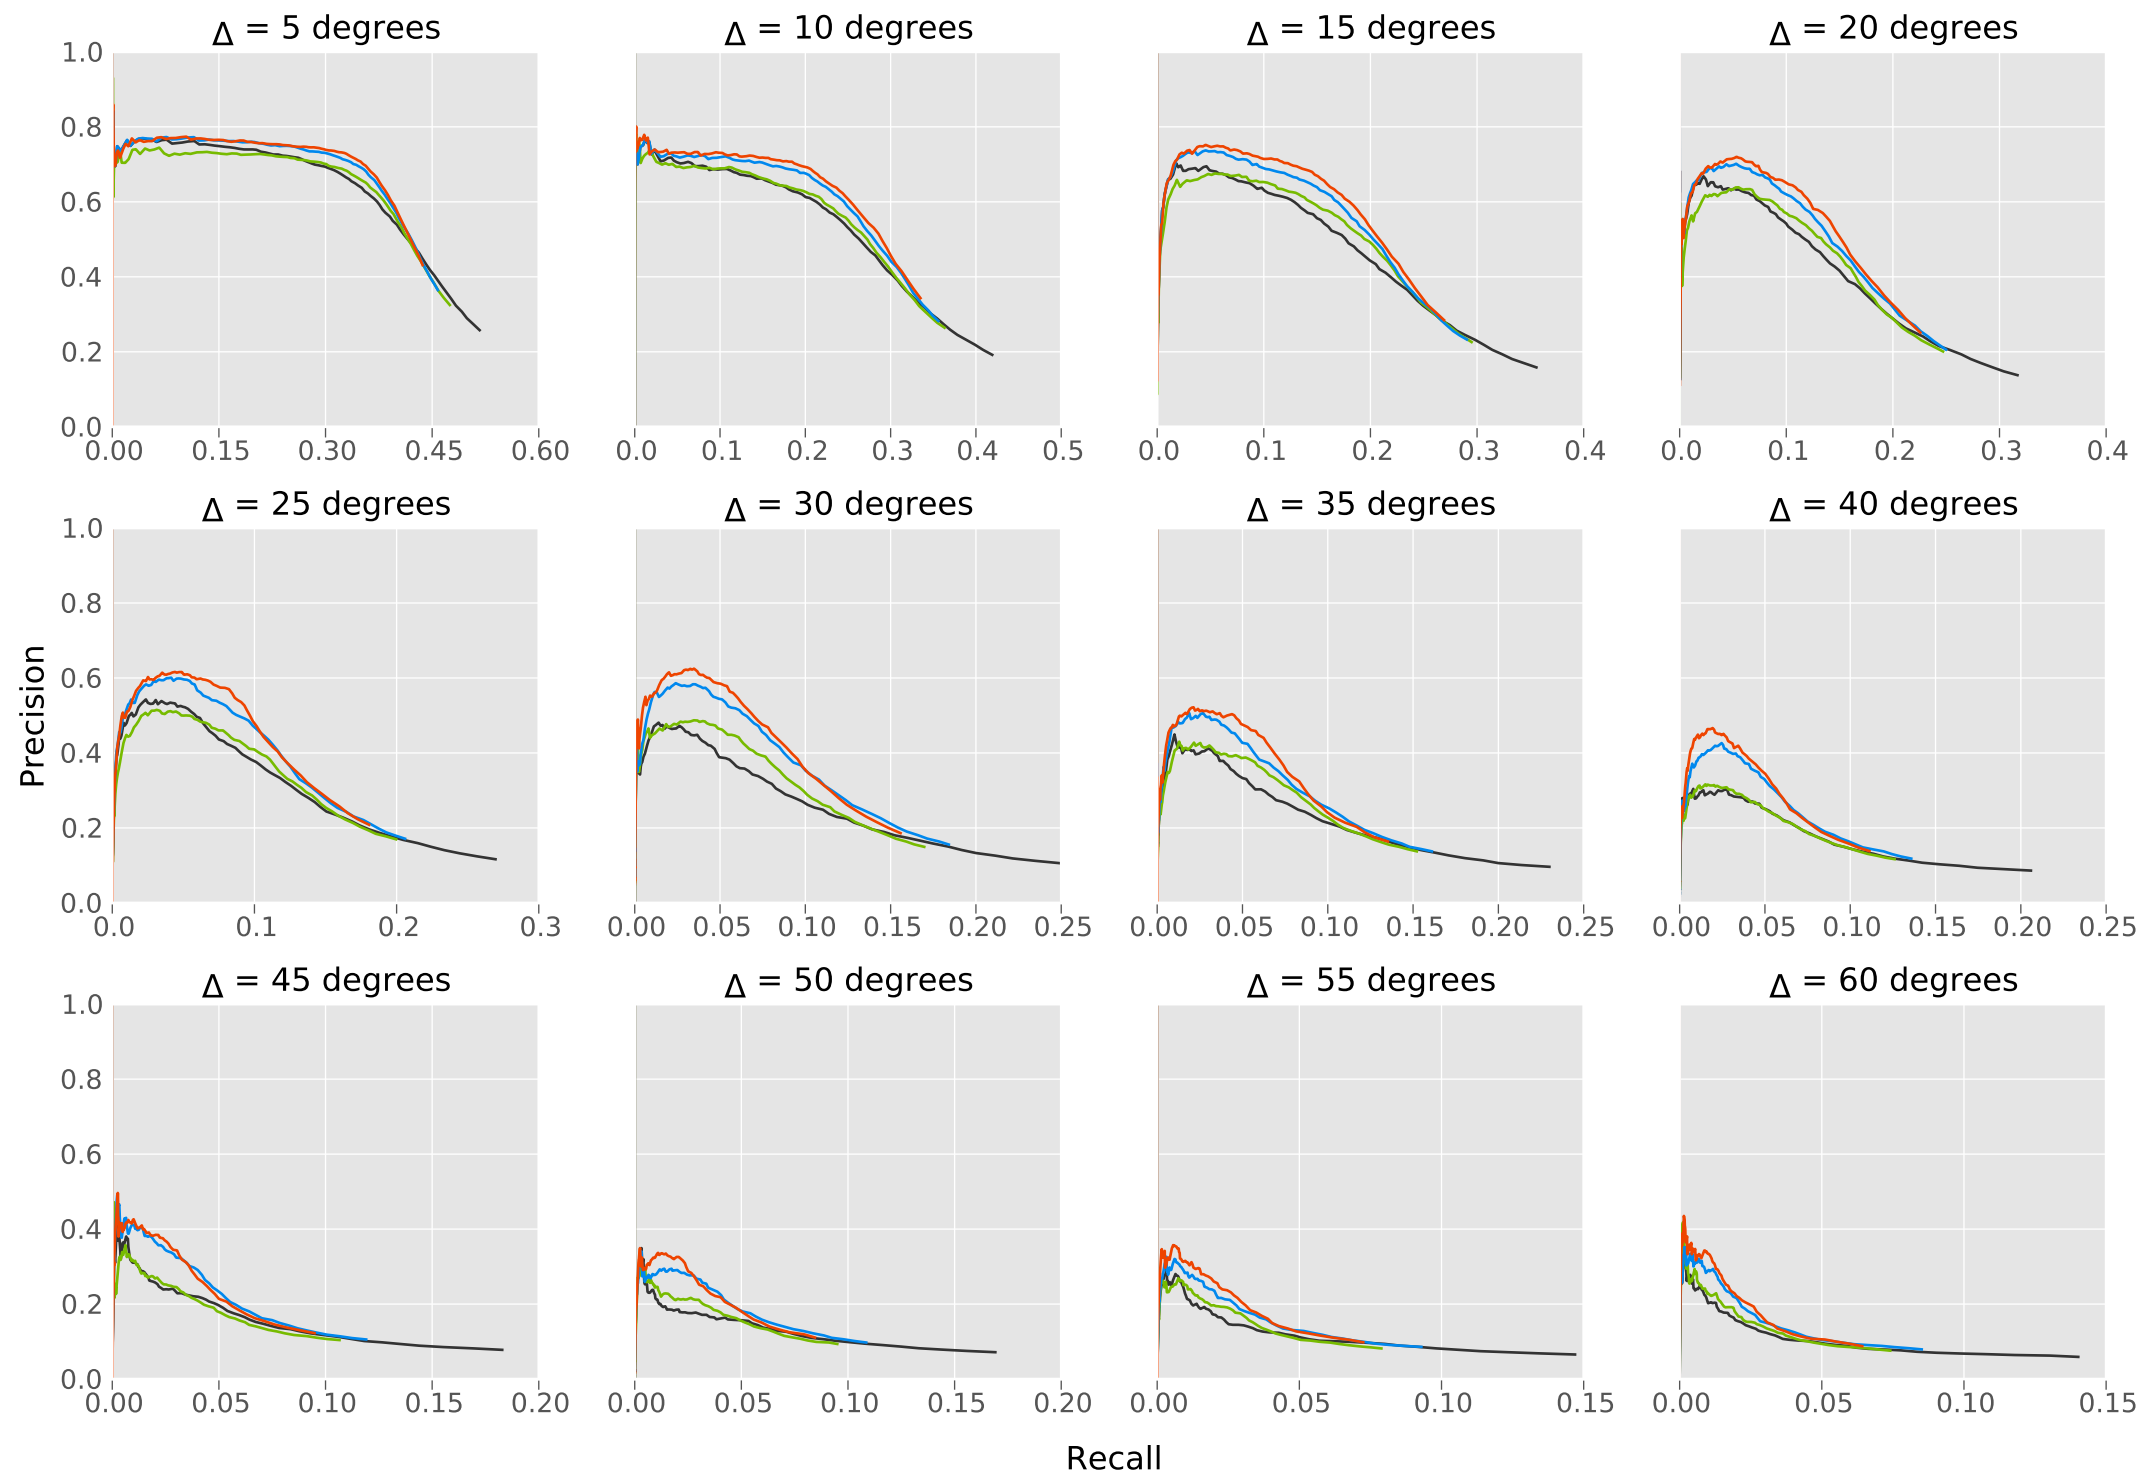 Δ = 5 degrees
Δ = 10 degrees
Δ = 15 degrees
Δ = 20 degrees
1.0
0.8
0.6
0.4
0.2
0.0
0.00 0.15 0.30 0.45 0.60
0.0 0.1 0.2 0.3 0.4 0.5
0.0 0.1 0.2 0.3 0.4
0.0 0.1 0.2 0.3 0.4
Δ = 25 degrees
Δ = 30 degrees
Δ = 35 degrees
Δ = 40 degrees
1.0
0.8
0.6
0.4
0.2
0.0
Precision
0.0 0.1 0.2 0.3
0.00 0.05 0.10 0.15 0.20 0.25
0.00 0.05 0.10 0.15 0.20 0.25
0.00 0.05 0.10 0.15 0.20 0.25
Δ = 45 degrees
Δ = 50 degrees
Δ = 55 degrees
Δ = 60 degrees
1.0
0.8
0.6
0.4
0.2
0.0
0.00 0.05 0.10 0.15 0.20
0.00 0.05 0.10 0.15 0.20
0.00 0.05 0.10 0.15
0.00 0.05 0.10 0.15
Recall